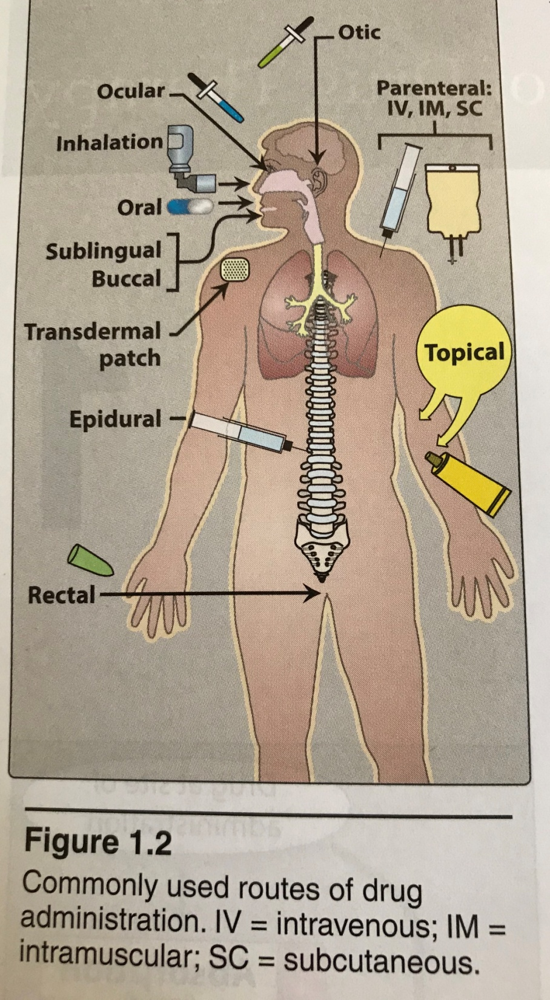 Otic
Ocular
Parenteral:
IV, IM, SC
Inhalation
Oral
Sublingual
Buccal
Transdermal
patch
Topical
Epidural
Rectal
Figure 1.2
Commonly used routes of drug
administration. IV = intravenous; IM =
intramuscular; SC = subcutaneous.